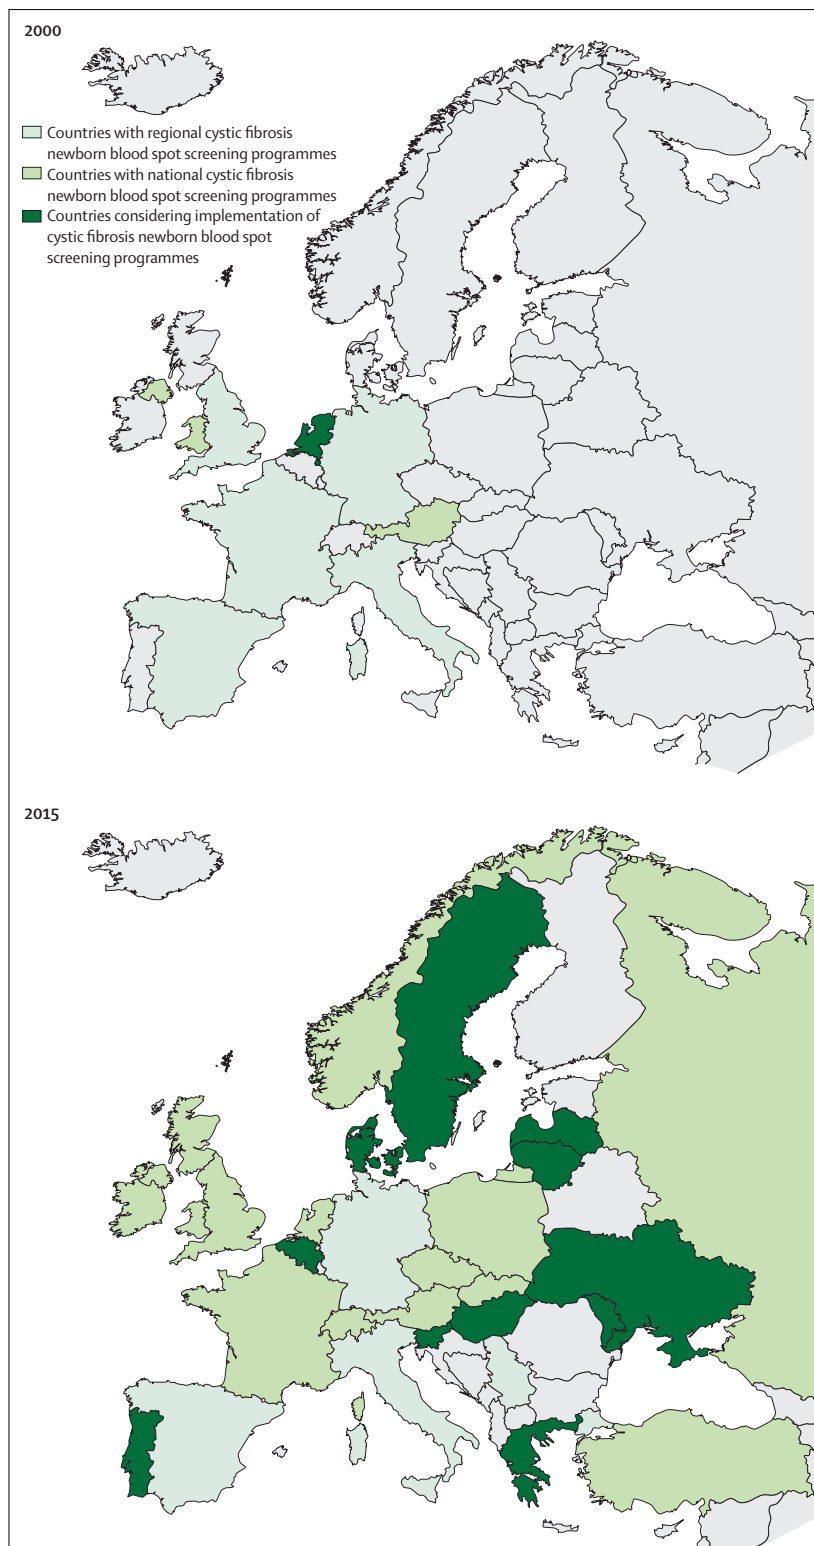 2000
Countries with regional cystic fibrosis
newborn blood spot screening programmes
Countries with national cystic fibrosis
newborn blood spot screening programmes
Countries considering implementation of
cystic fibrosis newborn blood spot
screening programmes
2015